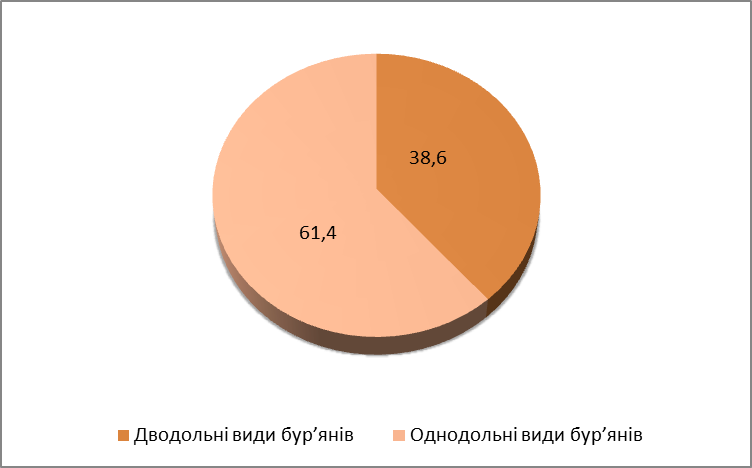 38,6
61,4
Дводольні види бур’янів
Однодольні види бур’янів